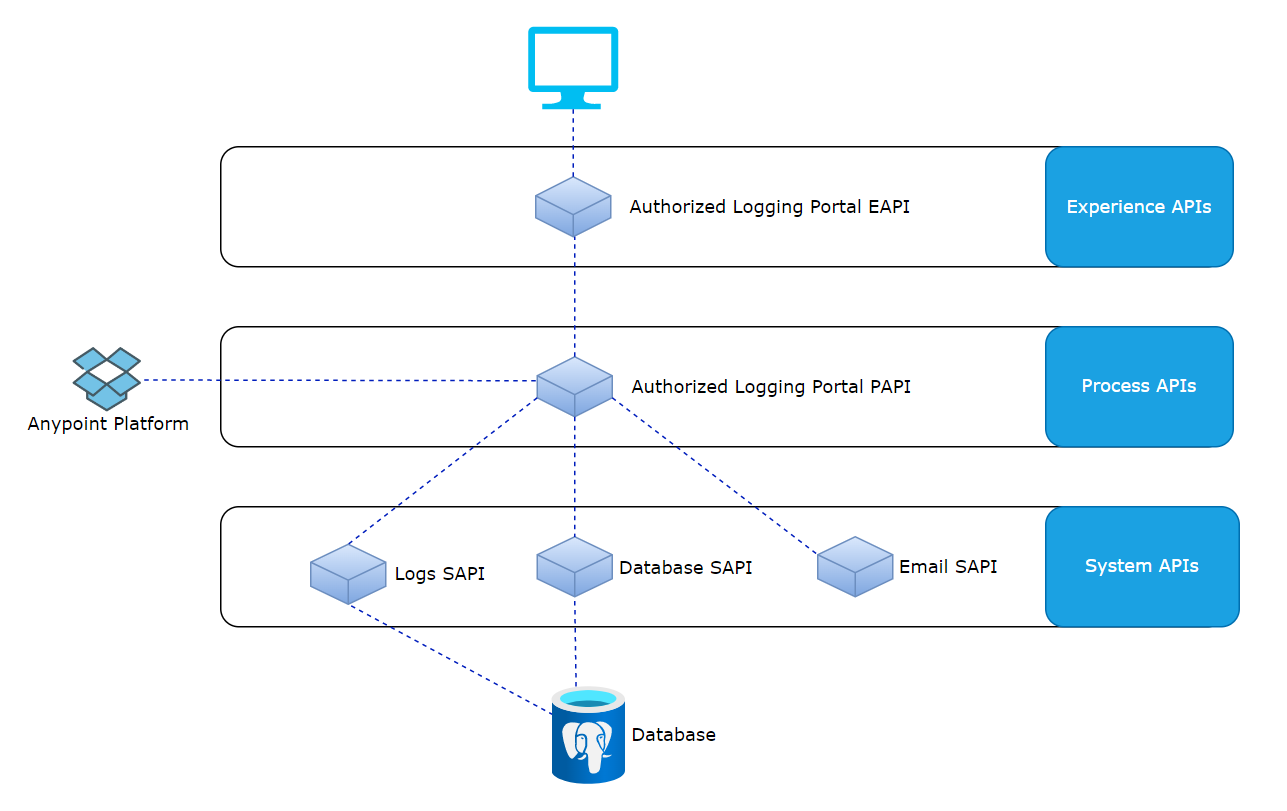 Authorized Logging Portal EAPI
Experience APIs
Authorized Logging Portal PAPI
Process APIs
Anypoint Platform
Logs SAPI
Database SAPI
Email SAPI
System APIs
Database